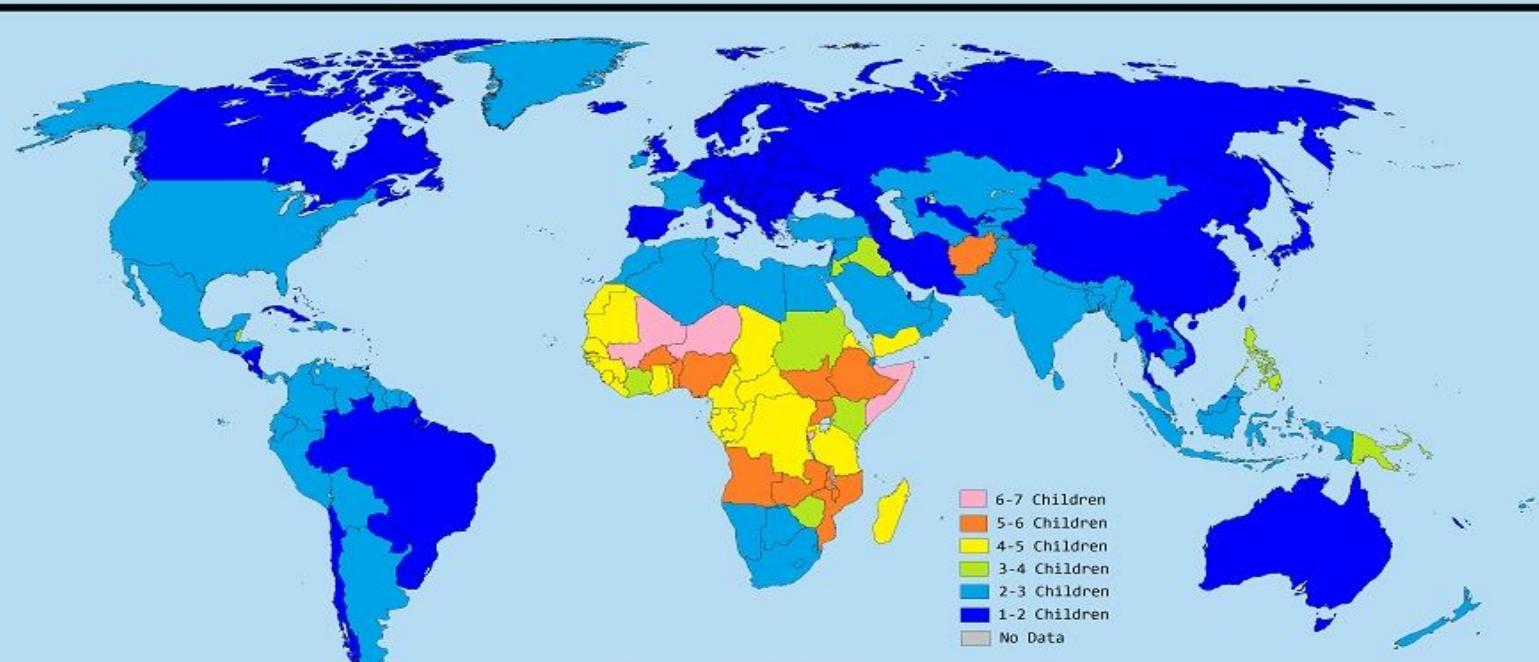 6-7 Children
5-6 Children
4-5 Children
3-4 Children
2-3 Children
1-2 Children
No Data